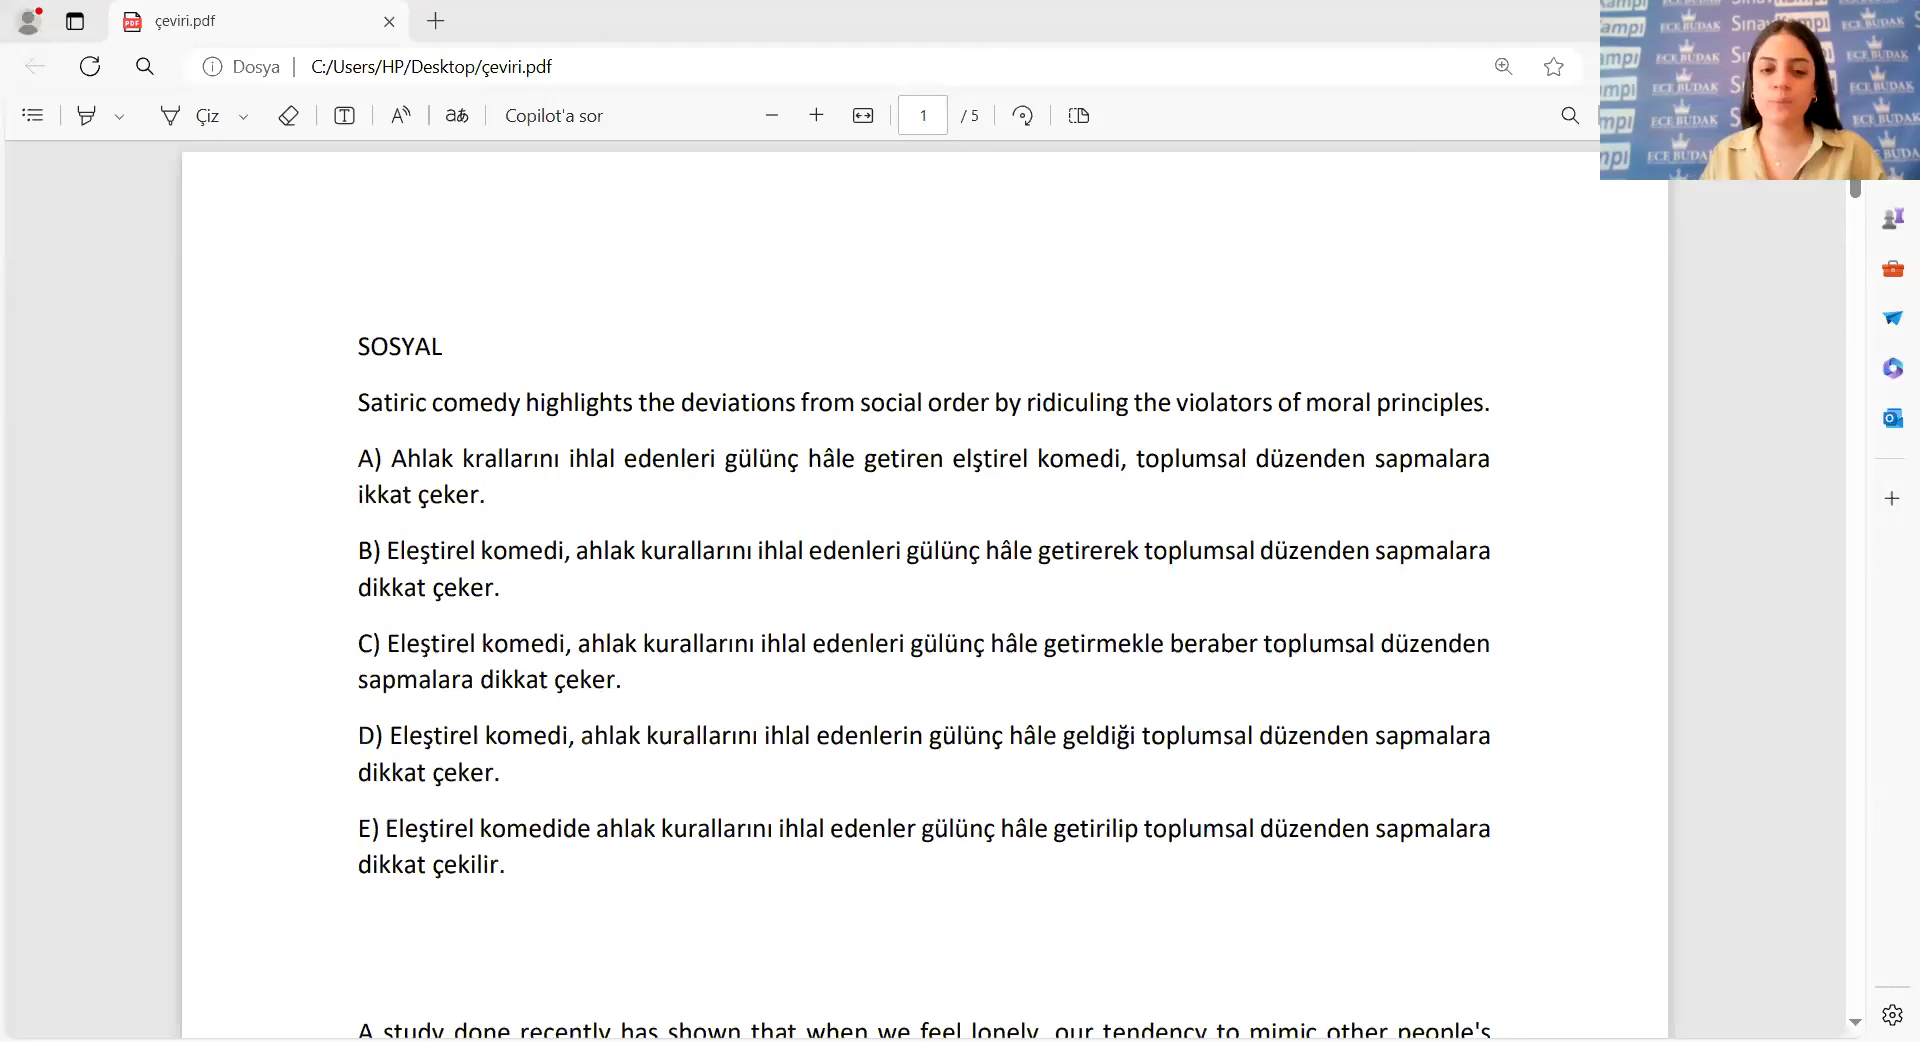 çeviri.pdf
Dosya | C:/Users/HP/Desktop/çeviri.pdf
Çiz
aあ
Copilot'a sor
1 / 5
SınavKampı
ECE BUDAK
SOSYAL
Satiric comedy highlights the deviations from social order by ridiculing the violators of moral principles.
A) Ahlak krallarını ihlal edenleri gülünç hâle getiren elştirel komedi, toplumsal düzenden sapmalara
ikkat çeker.
B) Eleştirel komedi, ahlak kurallarını ihlal edenleri gülünç hâle getirerek toplumsal düzenden sapmalara
dikkat çeker.
C) Eleştirel komedi, ahlak kurallarını ihlal edenleri gülünç hâle getirmekle beraber toplumsal düzenden
sapmalara dikkat çeker.
D) Eleştirel komedi, ahlak kurallarını ihlal edenlerin gülünç hâle geldiği toplumsal düzenden sapmalara
dikkat çeker.
E) Eleştirel komedide ahlak kurallarını ihlal edenler gülünç hâle getirilip toplumsal düzenden sapmalara
dikkat çekilir.
A study done recently has shown that when we feel lonely, our tendency to mimic other people's